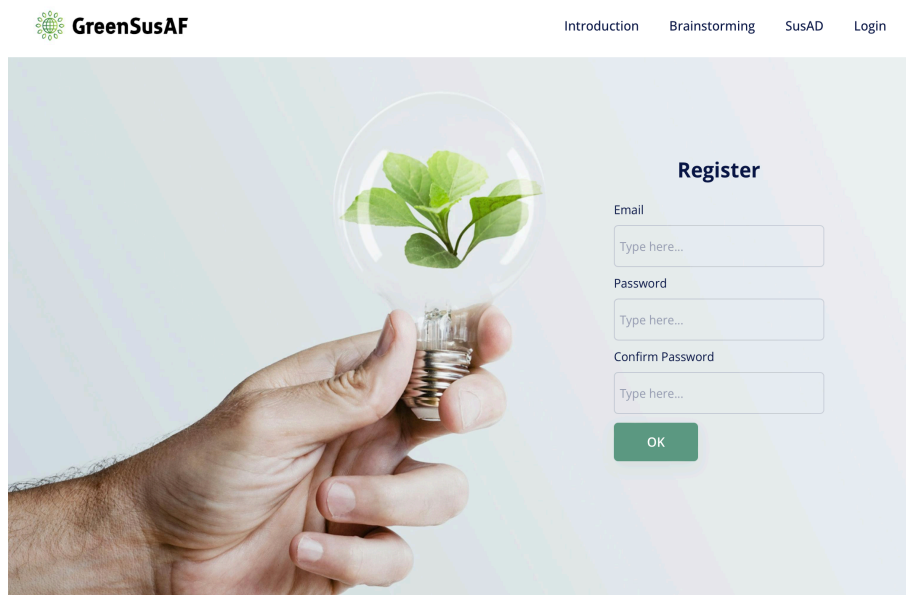 GreenSusAF
Introduction Brainstorming SusAD Login
Register
Email
Type here...
Password
Type here...
Confirm Password
Type here...
OK